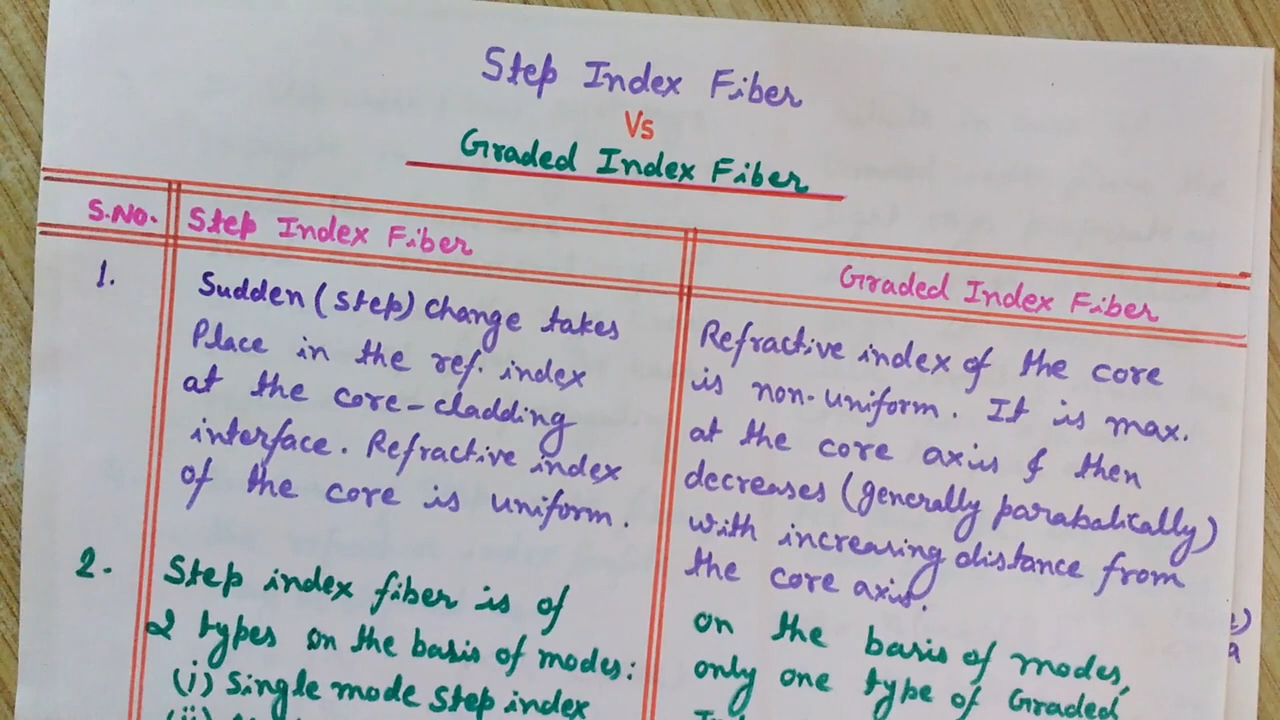 Step Index Fiber
Vs
Graded Index Fiber
S.No.
Step Index Fiber
Graded Index Fiber
1.
Sudden (step) change takes
Place in the ref. index
at the core-cladding
interface. Refractive index
of the core is uniform.
Refractive index of the core
is non-uniform. It is max.
at the core axis & then
decreases (generally parabalically)
with increasing distance from
the core axis.
2.
Step index fiber is of
2 types on the basis of modes:
(i) Single mode step index
(ii)
on the basis of modes,
only one type of Graded